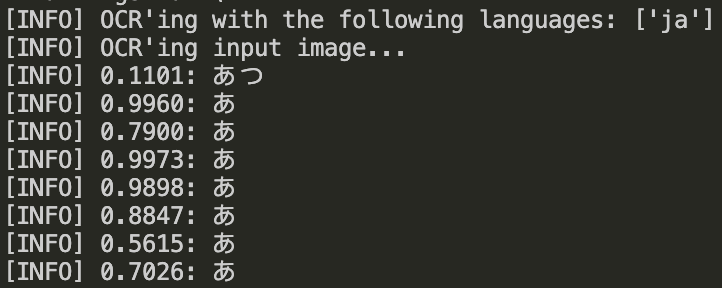 [INFO] OCR'ing with the following languages: ['ja']
[INFO] OCR'ing input image...
[INFO] 0.1101: あつ
[INFO] 0.9960: あ
[INFO] 0.7900: あ
[INFO] 0.9973: あ
[INFO] 0.9898: あ
[INFO] 0.8847: あ
[INFO] 0.5615: あ
[INFO] 0.7026: あ